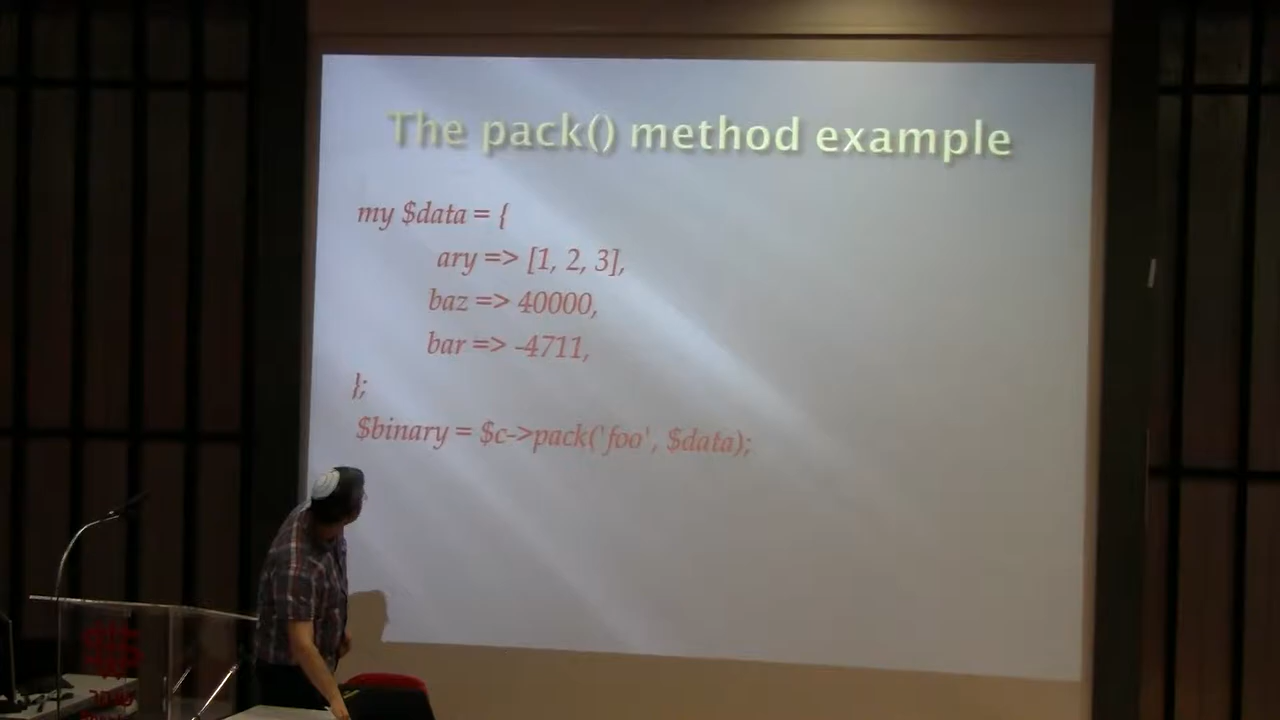 The pack() method example
my $data = {
ary => [1, 2, 3],
baz => 40000,
bar => -4711,
};
$binary = $c->pack('foo', $data);